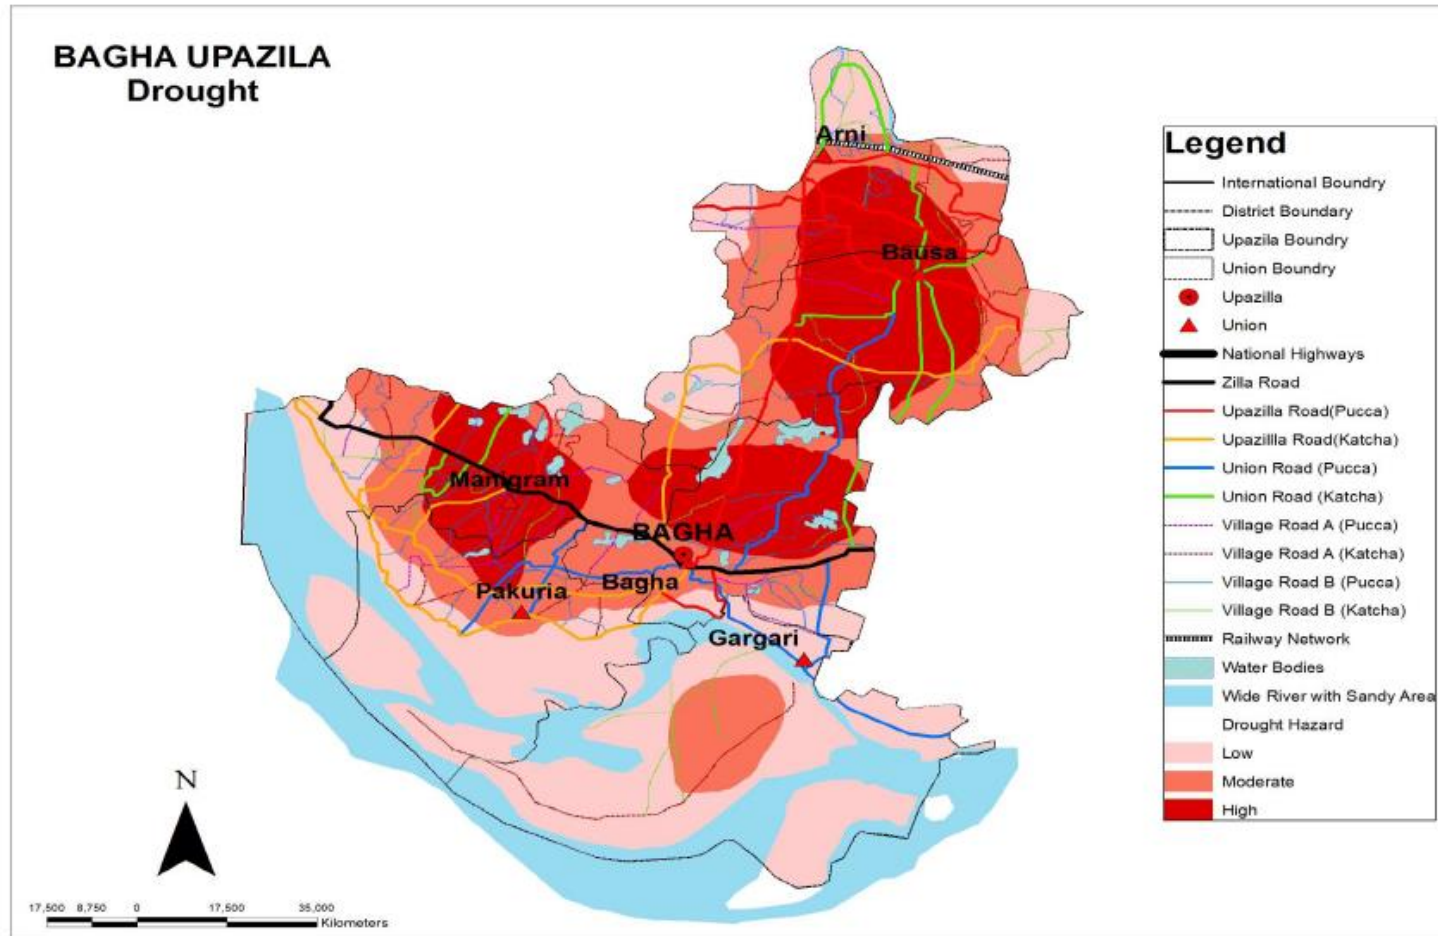 BAGHA UPAZILA
Drought
Arni
Bausa
Manigram
BAGHA
Bagha
Pakuria
Gargari
N
17,500 8,750 0 17,500 35,000
Kilometers
Legend
International Boundry
District Boundary
Upazila Boundry
Union Boundry
Upazilla
Union
National Highways
Zilla Road
Upazilla Road(Pucca)
Upazillla Road(Katcha)
Union Road (Pucca)
Union Road (Katcha)
Village Road A (Pucca)
Village Road A (Katcha)
Village Road B (Pucca)
Village Road B (Katcha)
Railway Network
Water Bodies
Wide River with Sandy Area
Drought Hazard
Low
Moderate
High